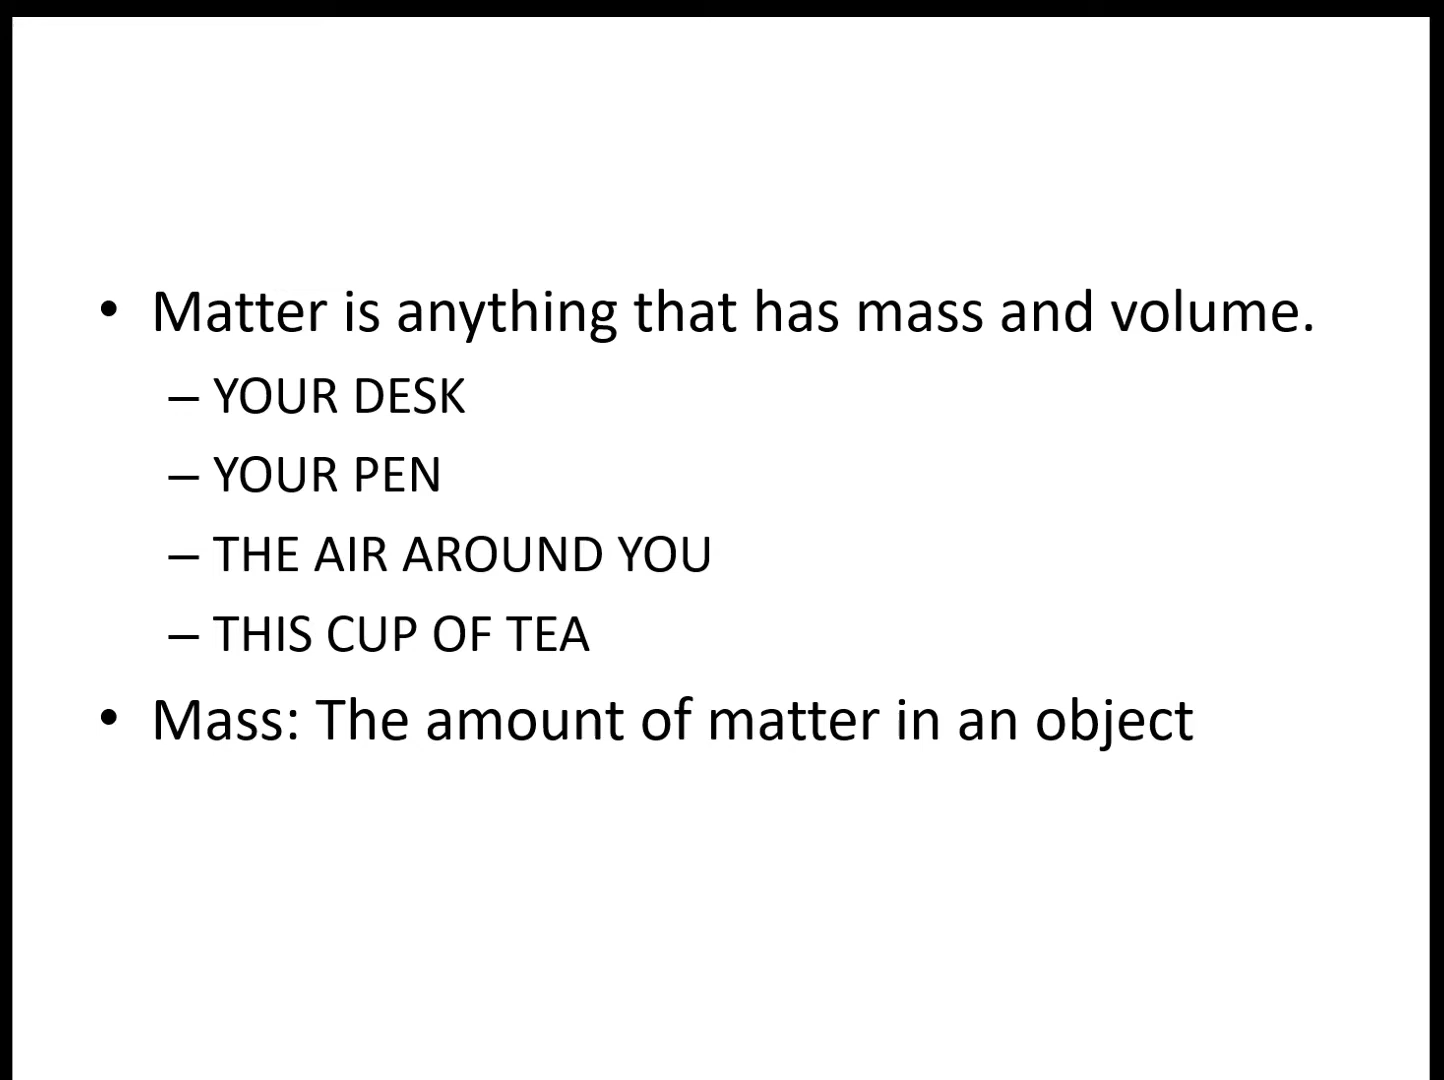 • Matter is anything that has mass and volume.
– YOUR DESK
– YOUR PEN
– THE AIR AROUND YOU
– THIS CUP OF TEA
• Mass: The amount of matter in an object